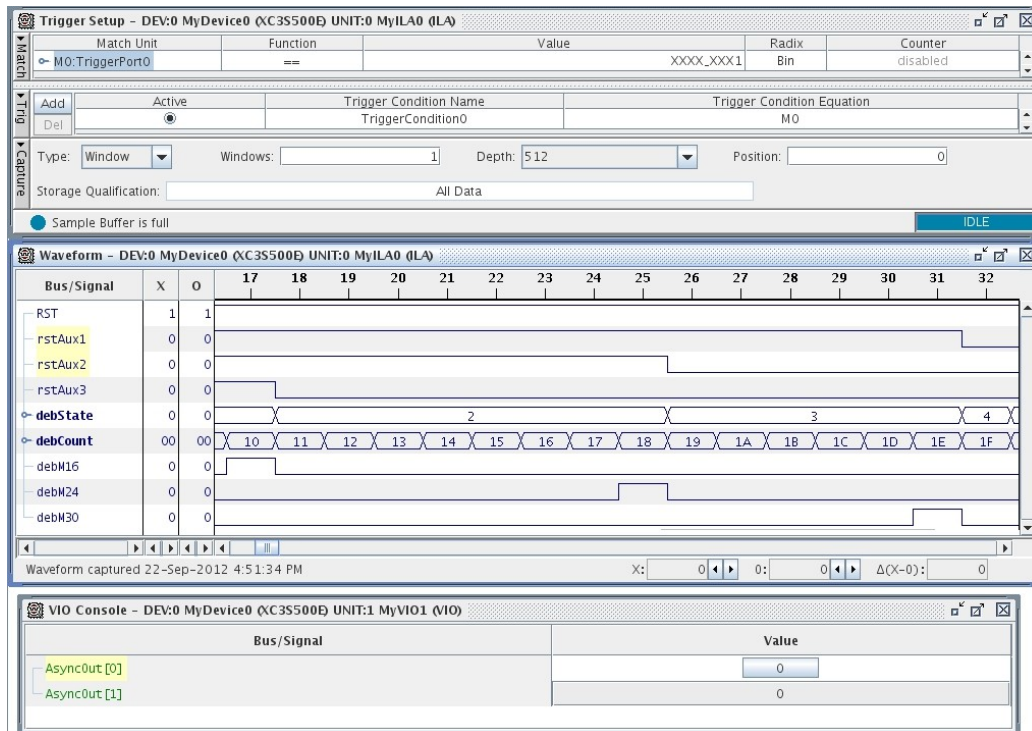 Trigger Setup - DEV:0 MyDevice0 (XC3S500E) UNIT:0 MyILA0 (ILA)
Match
Match Unit Function Value Radix Counter
M0:TriggerPort0 == XXXX_XXX1 Bin disabled
Trig
Add Active Trigger Condition Name Trigger Condition Equation
Del TriggerCondition0 M0
Capture
Type: Window Windows: 1 Depth: 512 Position: 0
Storage Qualification: All Data
Sample Buffer is full IDLE
Waveform - DEV:0 MyDevice0 (XC3S500E) UNIT:0 MyILA0 (ILA)
Bus/Signal X O 17 18 19 20 21 22 23 24 25 26 27 28 29 30 31 32
RST 1 1
rstAux1 0 0
rstAux2 0 0
rstAux3 0 0
debState 0 0 2 3 4
debCount 00 00 10 11 12 13 14 15 16 17 18 19 1A 1B 1C 1D 1E 1F
debM16 0 0
debM24 0 0
debM30 0 0
Waveform captured 22-Sep-2012 4:51:34 PM X: 0 O: 0 Δ(X-O): 0
VIO Console - DEV:0 MyDevice0 (XC3S500E) UNIT:1 MyVIO1 (VIO)
Bus/Signal Value
AsyncOut[0] 0
AsyncOut[1] 0